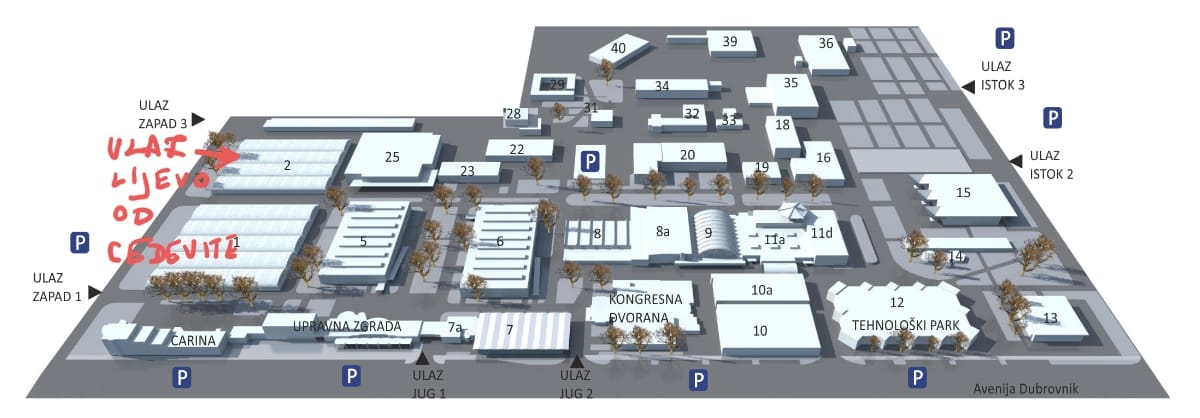 40
39
36
P
ULAZ
ISTOK 3
29
34
35
ULAZ
ZAPAD 3
28
31
32
33
18
P
ULAZ LIJEVO OD CEDEVITE
2
25
22
23
P
20
19
16
ULAZ
ISTOK 2
15
P
1
5
6
8
8a
9
11a
11d
14
ULAZ
ZAPAD 1
10a
KONGRESNA
DVORANA
12
TEHNOLOŠKI PARK
13
ČARINA
UPRAVNA ZGRADA
7a
7
10
P
P
ULAZ
JUG 1
ULAZ
JUG 2
P
P
Avenija Dubrovnik